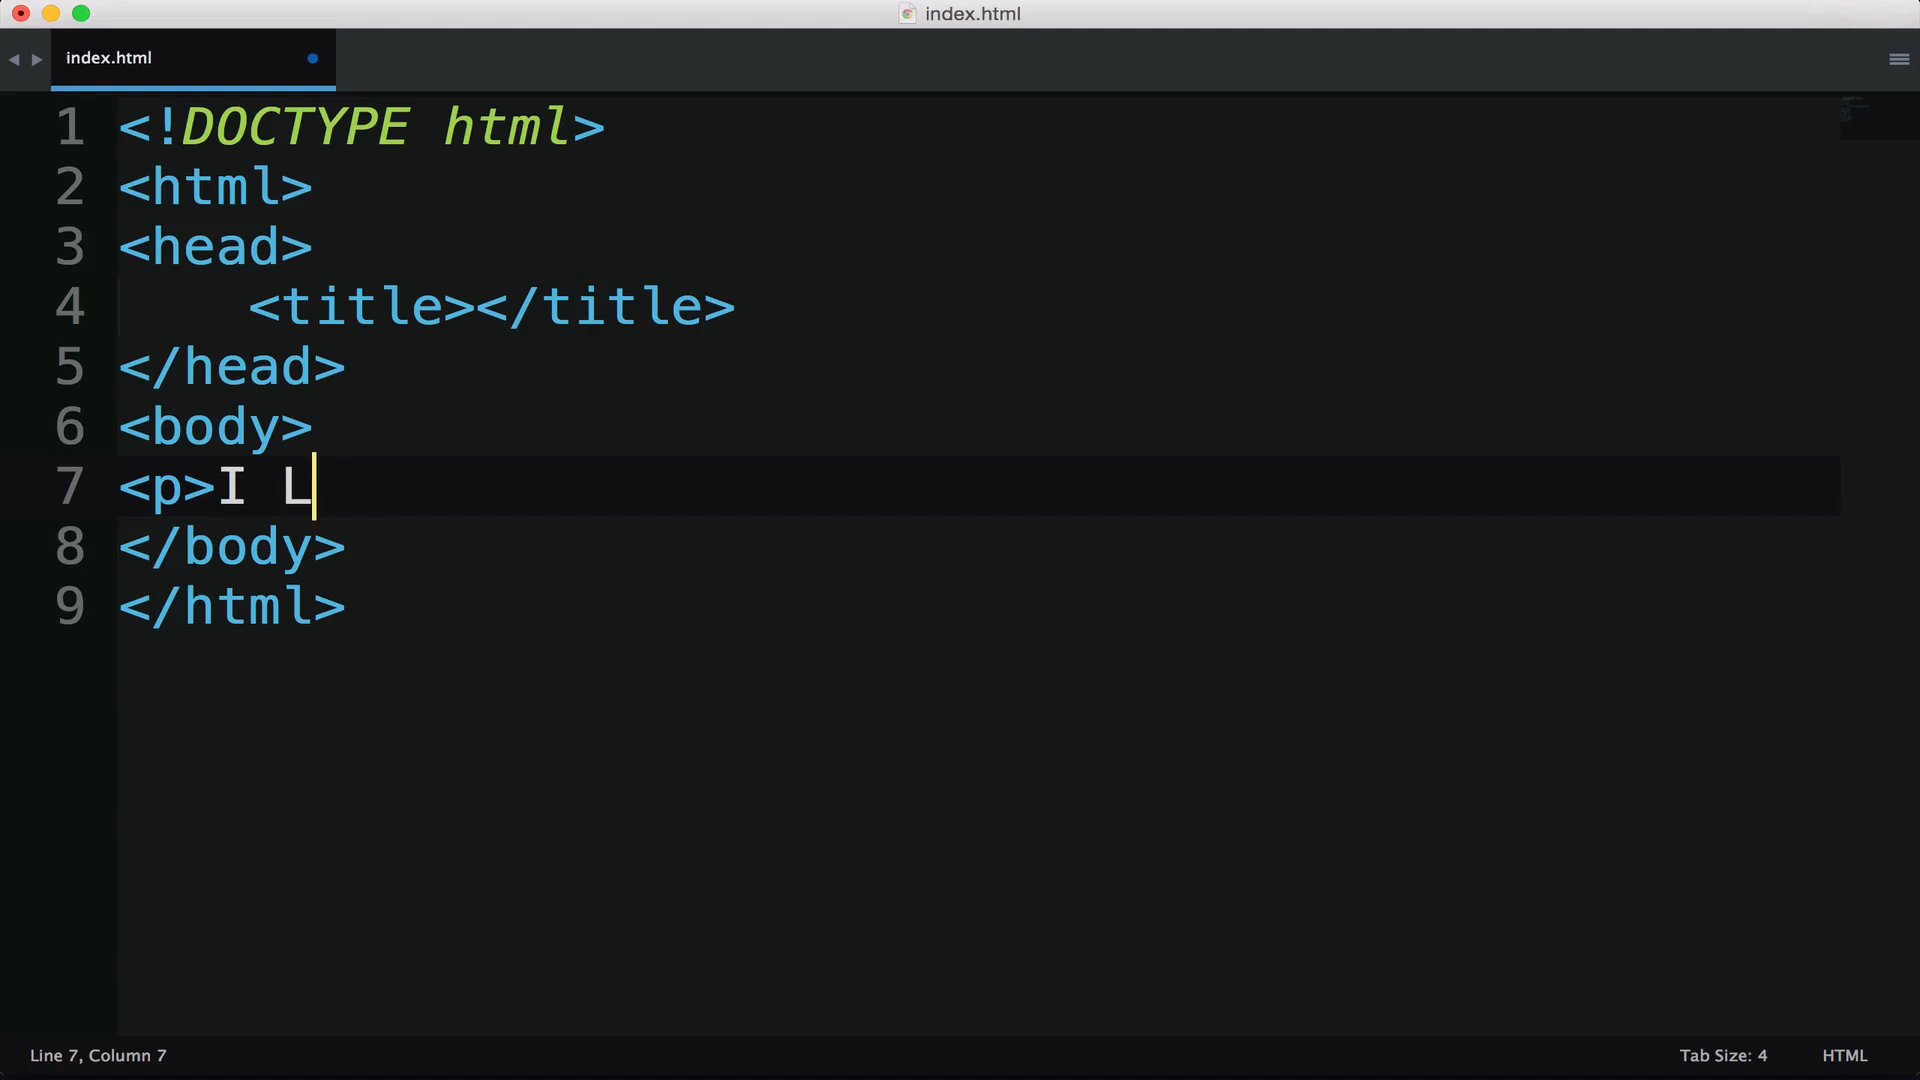 index.html
index.html
1 <!DOCTYPE html>
2 <html>
3 <head>
4     <title></title>
5 </head>
6 <body>
7 <p>I L
8 </body>
9 </html>
Line 7, Column 7 Tab Size: 4 HTML